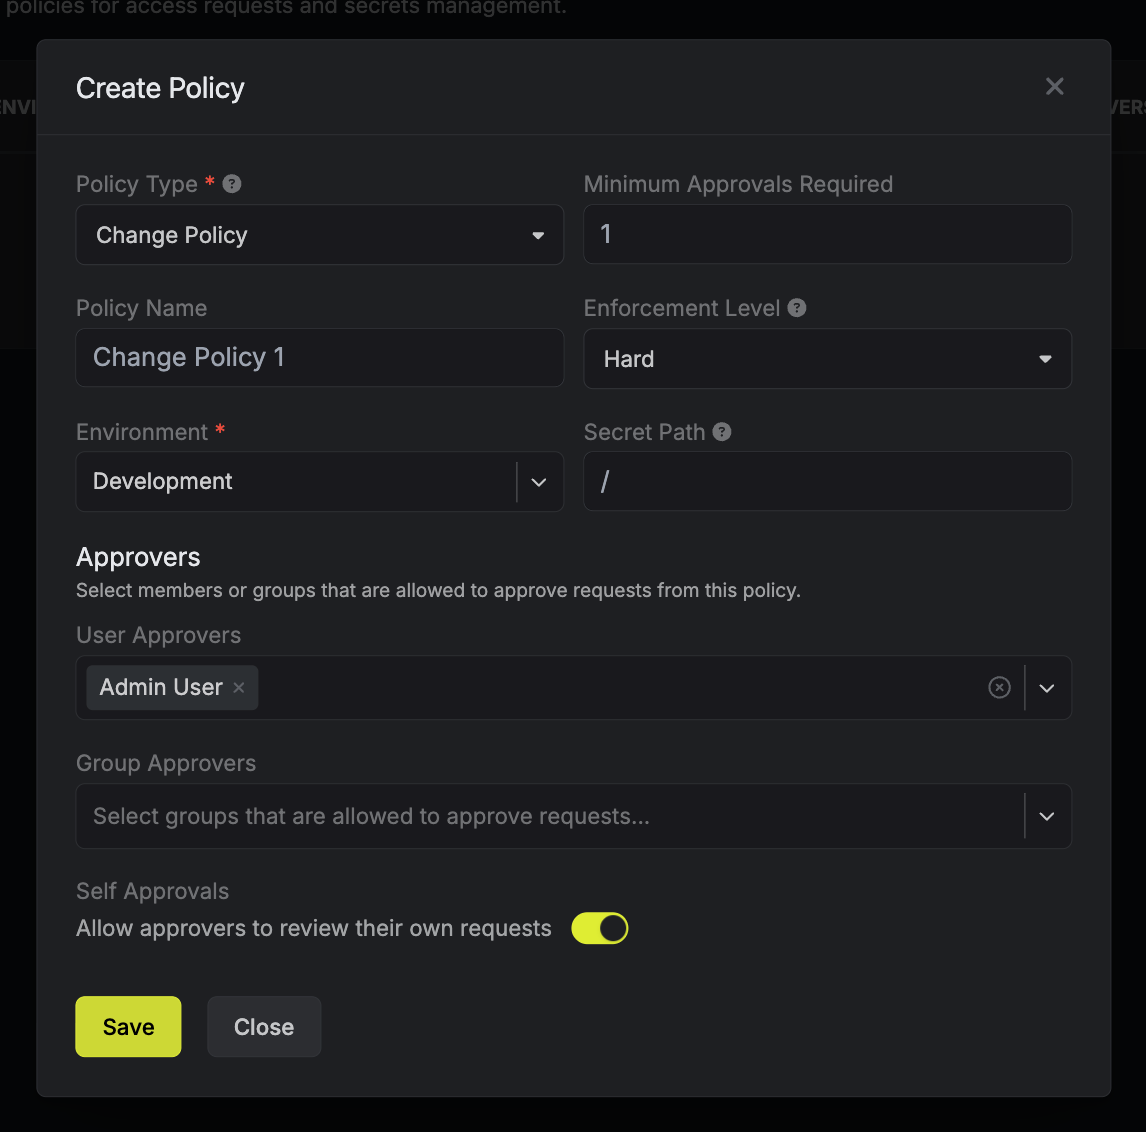 policies for access requests and secrets management.
Create Policy
Policy Type *
Minimum Approvals Required
Change Policy
1
Policy Name
Enforcement Level
Change Policy 1
Hard
Environment *
Secret Path
Development
/
Approvers
Select members or groups that are allowed to approve requests from this policy.
User Approvers
Admin User
Group Approvers
Select groups that are allowed to approve requests...
Self Approvals
Allow approvers to review their own requests
Save
Close